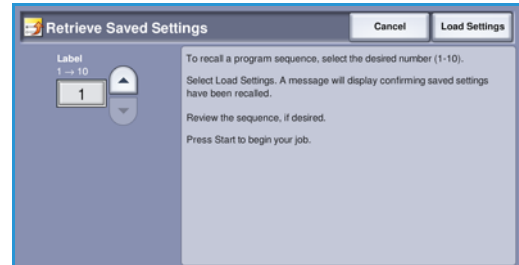 Retrieve Saved Settings
Cancel
Load Settings
Label
1 → 10
1
To recall a program sequence, select the desired number (1-10).
Select Load Settings. A message will display confirming saved settings
have been recalled.
Review the sequence, if desired.
Press Start to begin your job.